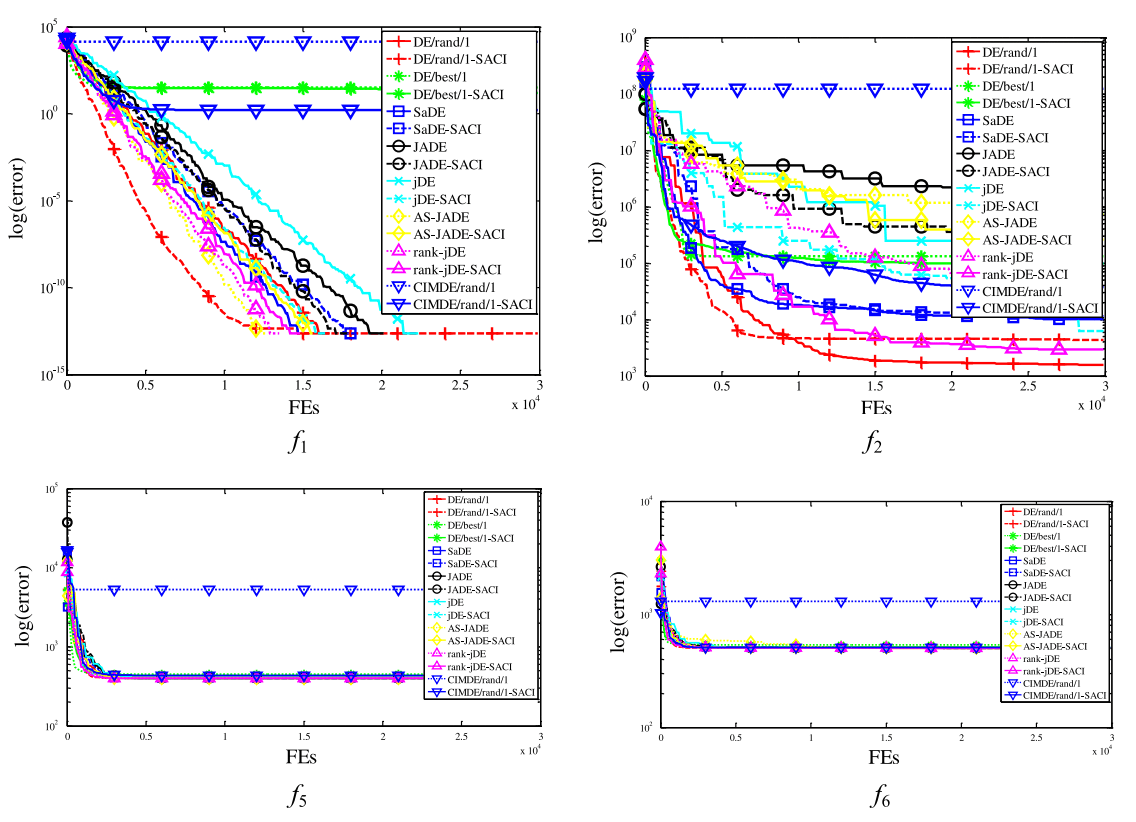 10^5
10^0
10^-5
10^-10
10^-15
log(error)
0
0.5
1
1.5
2
2.5
3
x 10^4
FEs
DE/rand/1
DE/rand/1-SACI
DE/best/1
DE/best/1-SACI
SaDE
SaDE-SACI
JADE
JADE-SACI
jDE
jDE-SACI
AS-JADE
AS-JADE-SACI
rank-jDE
rank-jDE-SACI
CIMDE/rand/1
CIMDE/rand/1-SACI
f1
10^9
10^8
10^7
10^6
10^5
10^4
10^3
log(error)
0
0.5
1
1.5
2
2.5
3
x 10^4
FEs
DE/rand/1
DE/rand/1-SACI
DE/best/1
DE/best/1-SACI
SaDE
SaDE-SACI
JADE
JADE-SACI
jDE
jDE-SACI
AS-JADE
AS-JADE-SACI
rank-jDE
rank-jDE-SACI
CIMDE/rand/1
CIMDE/rand/1-SACI
f2
10^5
10^4
10^3
10^2
log(error)
0
0.5
1
1.5
2
2.5
3
x 10^4
FEs
DE/rand/1
DE/rand/1-SACI
DE/best/1
DE/best/1-SACI
SaDE
SaDE-SACI
JADE
JADE-SACI
jDE
jDE-SACI
AS-JADE
AS-JADE-SACI
rank-jDE
rank-jDE-SACI
CIMDE/rand/1
CIMDE/rand/1-SACI
f5
10^4
10^3
10^2
log(error)
0
0.5
1
1.5
2
2.5
3
x 10^4
FEs
DE/rand/1
DE/rand/1-SACI
DE/best/1
DE/best/1-SACI
SaDE
SaDE-SACI
JADE
JADE-SACI
jDE
jDE-SACI
AS-JADE
AS-JADE-SACI
rank-jDE
rank-jDE-SACI
CIMDE/rand/1
CIMDE/rand/1-SACI
f6